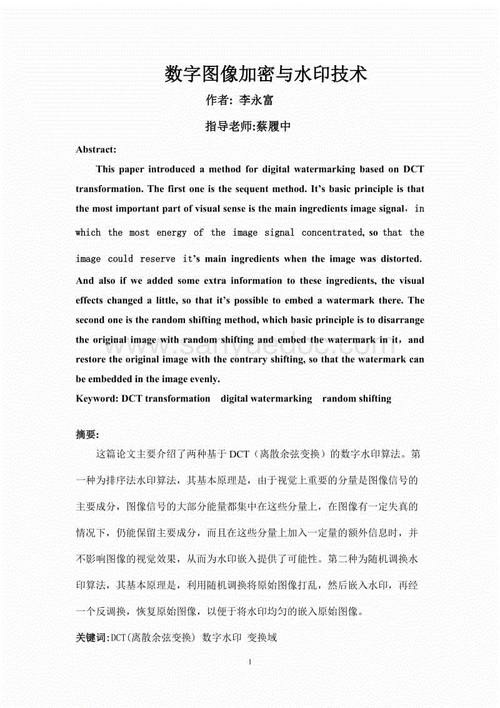 数字图像加密与水印技术
作者: 李永富
指导老师:蔡履中
Abstract:
This paper introduced a method for digital watermarking based on DCT
transformation. The first one is the sequent method. It's basic principle is that
the most important part of visual sense is the main ingredients image signal, in
which the most energy of the image signal concentrated, so that the
image could reserve it's main ingredients when the image was distorted.
And also if we added some extra information to these ingredients, the visual
effects changed a little, so that it's possible to embed a watermark there. The
second one is the random shifting method, which basic principle is to disarrange
the original image with random shifting and embed the watermark in it, and
restore the original image with the contrary shifting, so that the watermark can
be embedded in the image evenly.
Keyword: DCT transformation digital watermarking random shifting
摘要:
这篇论文主要介绍了两种基于DCT（离散余弦变换）的数字水印算法。第
一种为排序法水印算法，其基本原理是，由于视觉上重要的分量是图像信号的
主要成分，图像信号的大部分能量都集中在这些分量上，在图像有一定失真的
情况下，仍能保留主要成分，而且在这些分量上加入一定量的额外信息时，并
不影响图像的视觉效果，从而为水印嵌入提供了可能性。第二种为随机调换水
印算法，其基本原理是，利用随机调换将原始图像打乱，然后嵌入水印，再经
一个反调换，恢复原始图像，以便于将水印均匀的嵌入原始图像。
关键词:DCT(离散余弦变换) 数字水印 变换域
1